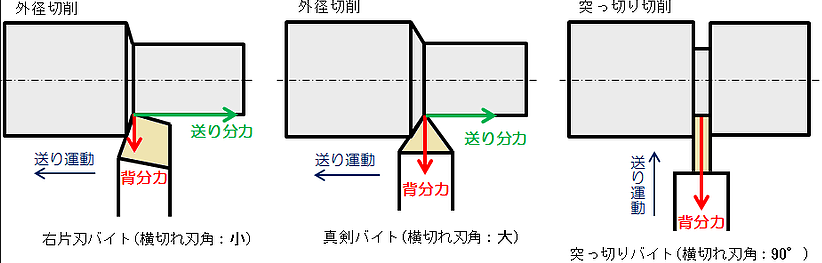 外径切削
送り分力
送り運動
背分力
右片刃バイト(横切れ刃角：小)
外径切削
送り分力
送り運動
背分力
真剣バイト(横切れ刃角：大)
突っ切り切削
送り運動
背分力
突っ切りバイト(横切れ刃角：90°)